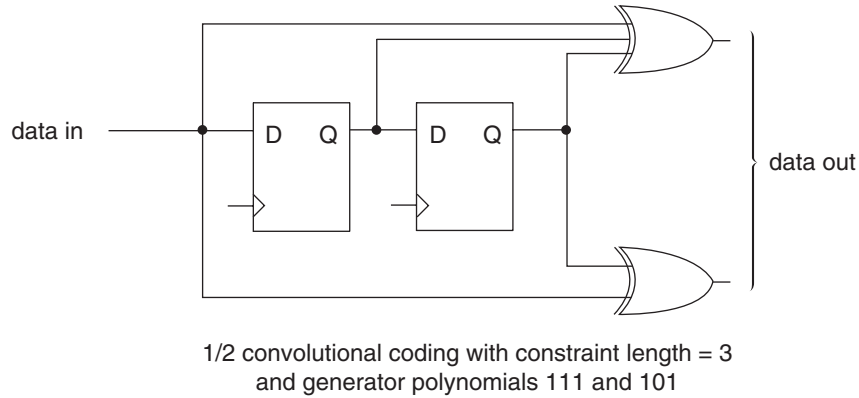 data in
D Q
D Q
data out
1/2 convolutional coding with constraint length = 3
and generator polynomials 111 and 101